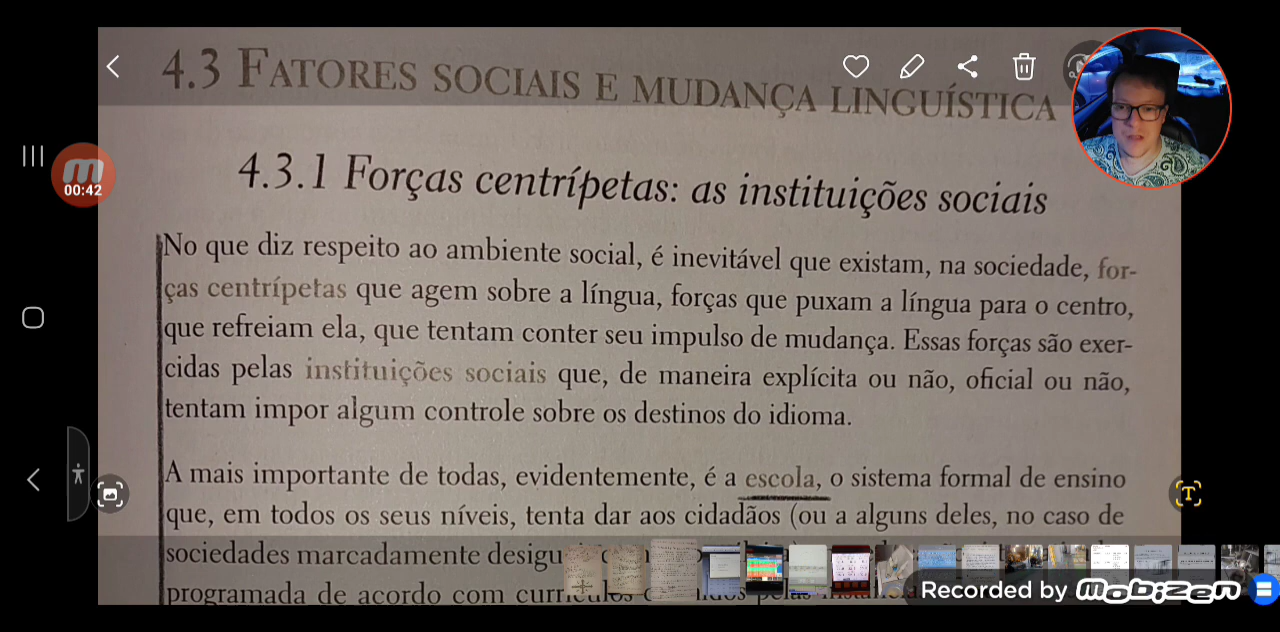 4.3 FATORES SOCIAIS E MUDANÇA LINGUÍSTICA
4.3.1 Forças centrípetas: as instituições sociais
00:42
No que diz respeito ao ambiente social, é inevitável que existam, na sociedade, for-
ças centrípetas que agem sobre a língua, forças que puxam a língua para o centro,
que refreiam ela, que tentam conter seu impulso de mudança. Essas forças são exer-
cidas pelas instituições sociais que, de maneira explícita ou não, oficial ou não,
tentam impor algum controle sobre os destinos do idioma.
A mais importante de todas, evidentemente, é a escola, o sistema formal de ensino
que, em todos os seus níveis, tenta dar aos cidadãos (ou a alguns deles, no caso de
sociedades marcadamente
programada de acordo com
Recorded by mobizen